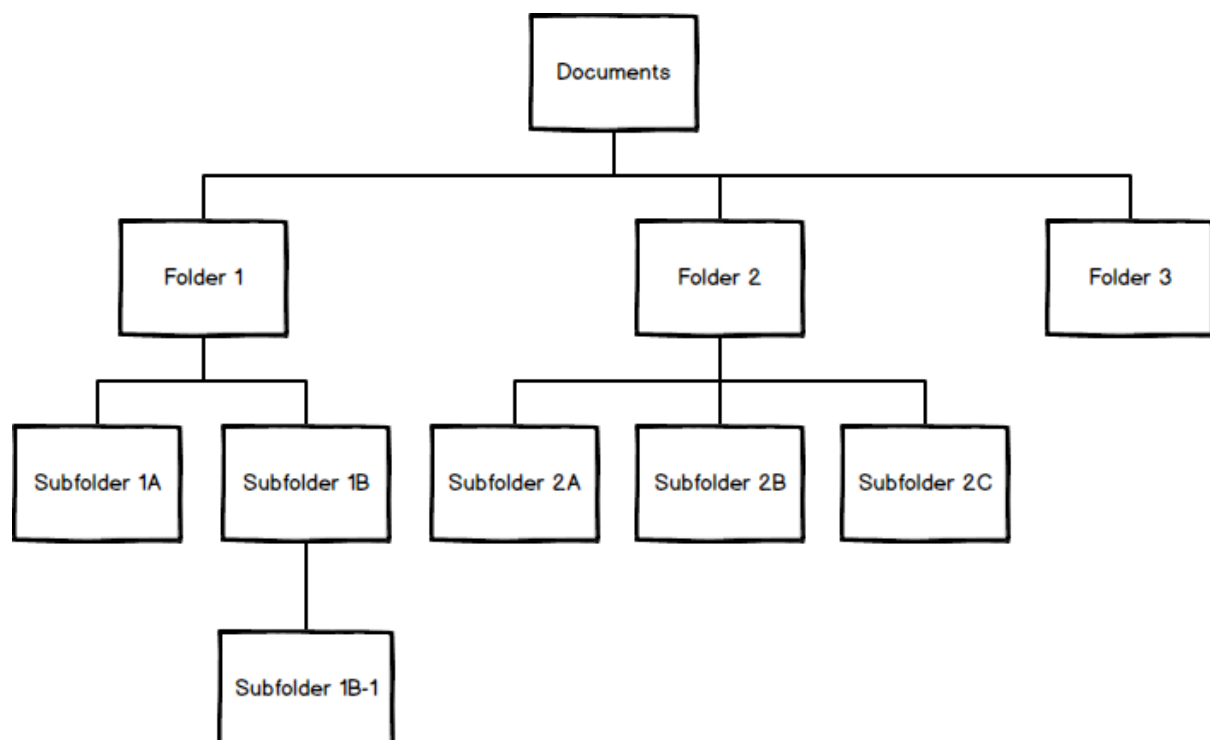 Documents
Folder 1
Folder 2
Folder 3
Subfolder 1A
Subfolder 1B
Subfolder 2A
Subfolder 2B
Subfolder 2C
Subfolder 1B-1